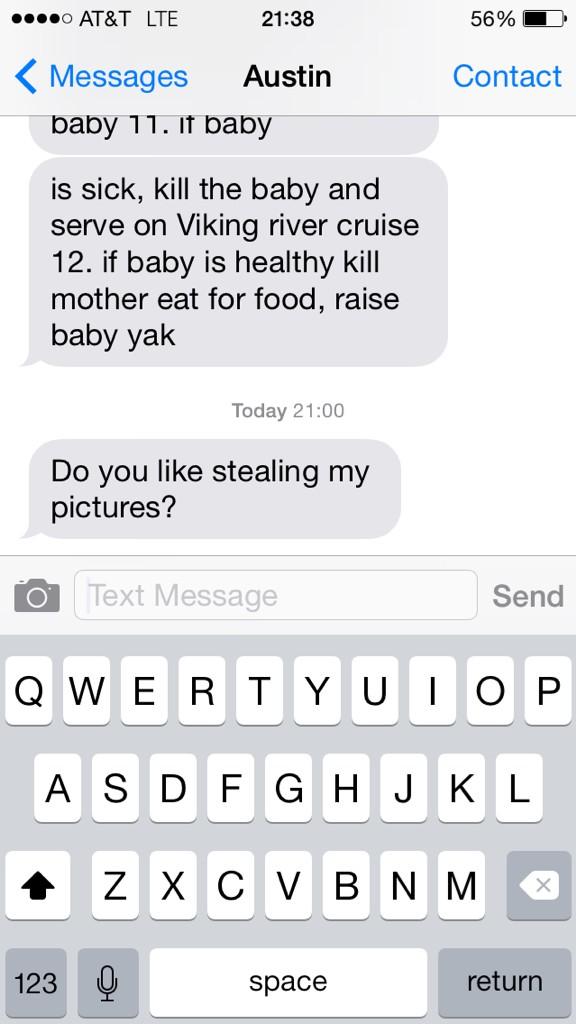 AT&T LTE 21:38 56%
Messages Austin Contact
baby 11. if baby
is sick, kill the baby and
serve on Viking river cruise
12. if baby is healthy kill
mother eat for food, raise
baby yak
Today 21:00
Do you like stealing my
pictures?
Text Message Send
Q W E R T Y U I O P
A S D F G H J K L
Z X C V B N M
123 space return